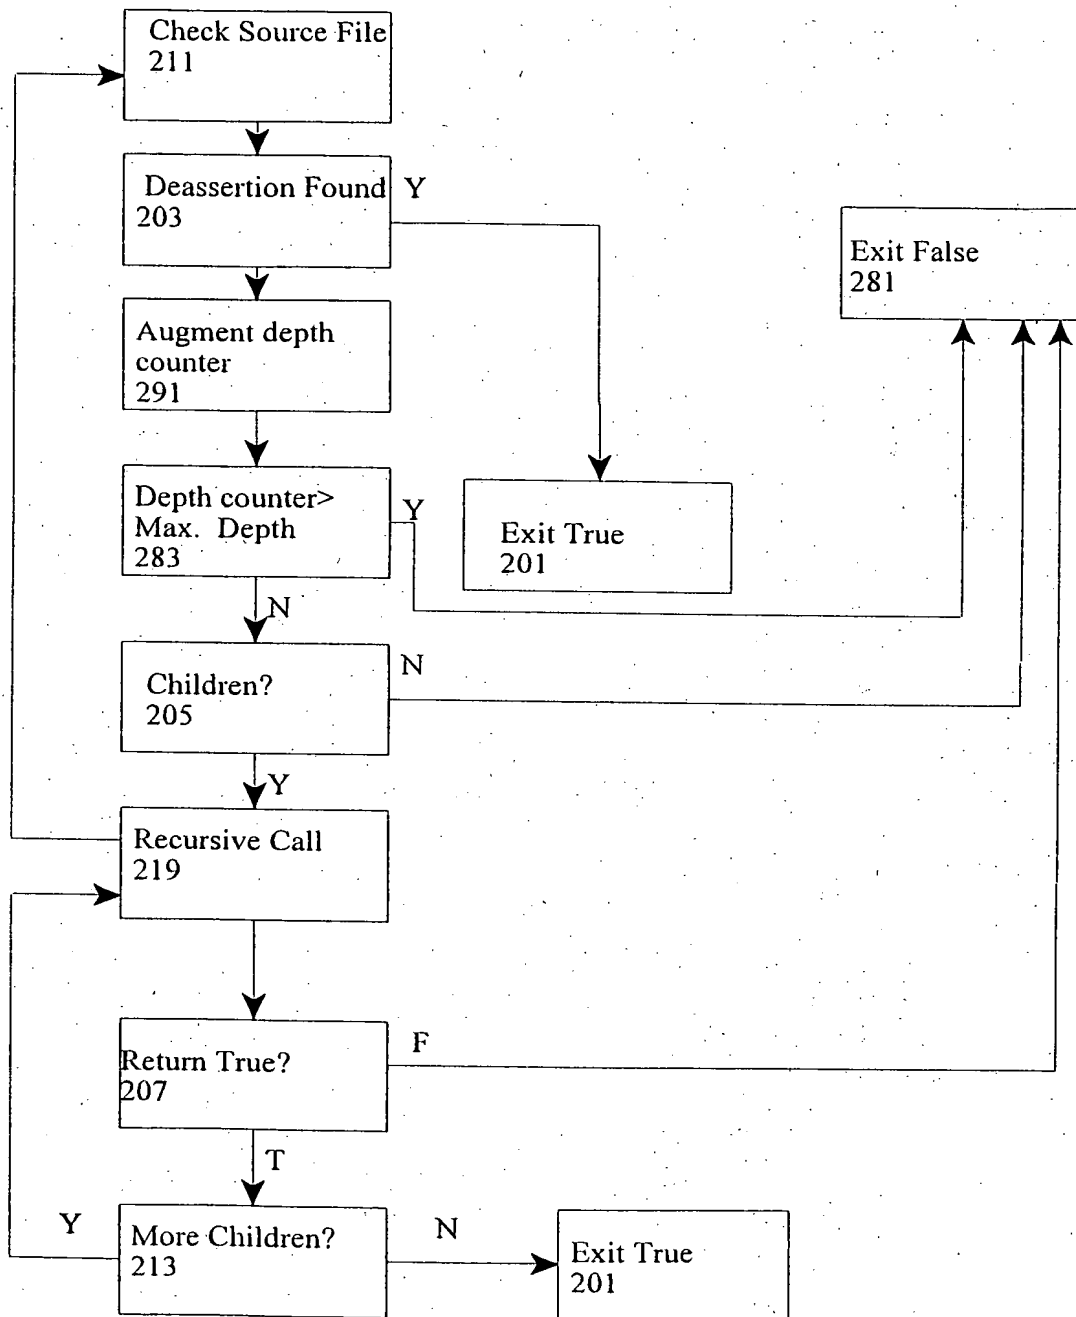 Check Source File
211
Deassertion Found
203
Y
Exit False
281
Augment depth
counter
291
Depth counter>
Max. Depth
283
Y
Exit True
201
N
Children?
205
N
Y
Recursive Call
219
Return True?
207
F
T
Y
More Children?
213
N
Exit True
201